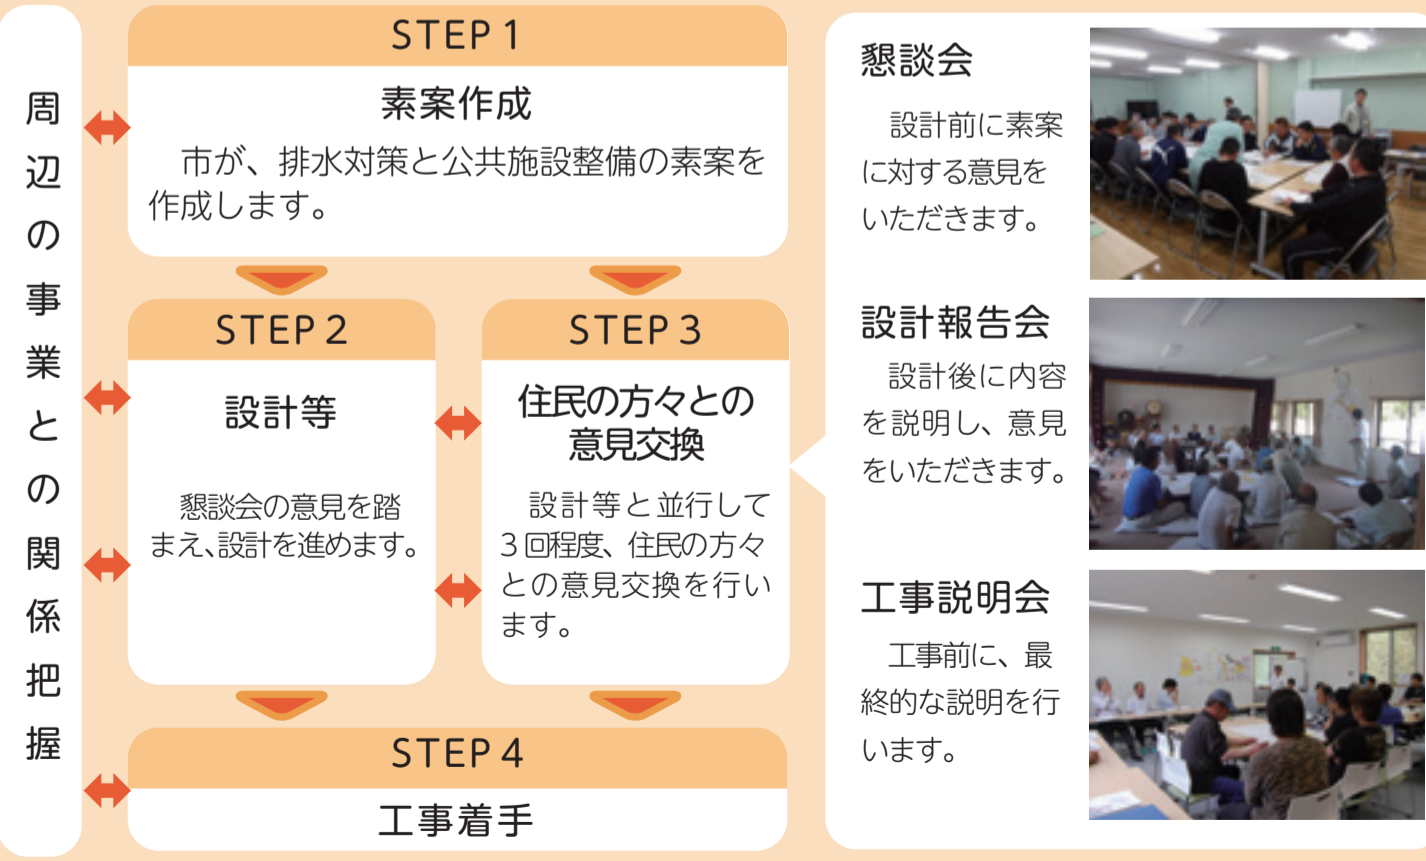 周辺の事業との関係把握
STEP 1
素案作成
市が、排水対策と公共施設整備の素案を
作成します。
STEP 2
設計等
懇談会の意見を踏
まえ、設計を進めます。
STEP 3
住民の方々との
意見交換
設計等と並行して
3回程度、住民の方々
との意見交換を行い
ます。
STEP 4
工事着手
懇談会
設計前に素案
に対する意見を
いただきます。
設計報告会
設計後に内容
を説明し、意見
をいただきます。
工事説明会
工事前に、最
終的な説明を行
います。